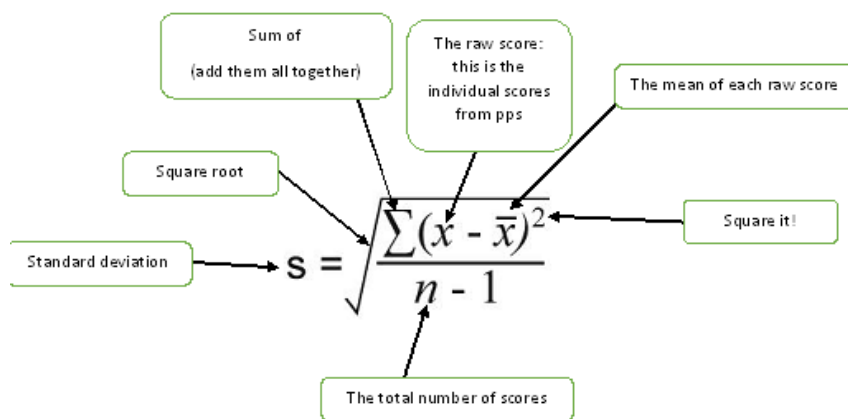 Sum of
(add them all together)
The raw score:
this is the
individual scores
from pps
The mean of each raw score
Square root
Square it!
Standard deviation
s = √(∑(x - x̄)² / (n - 1))
The total number of scores